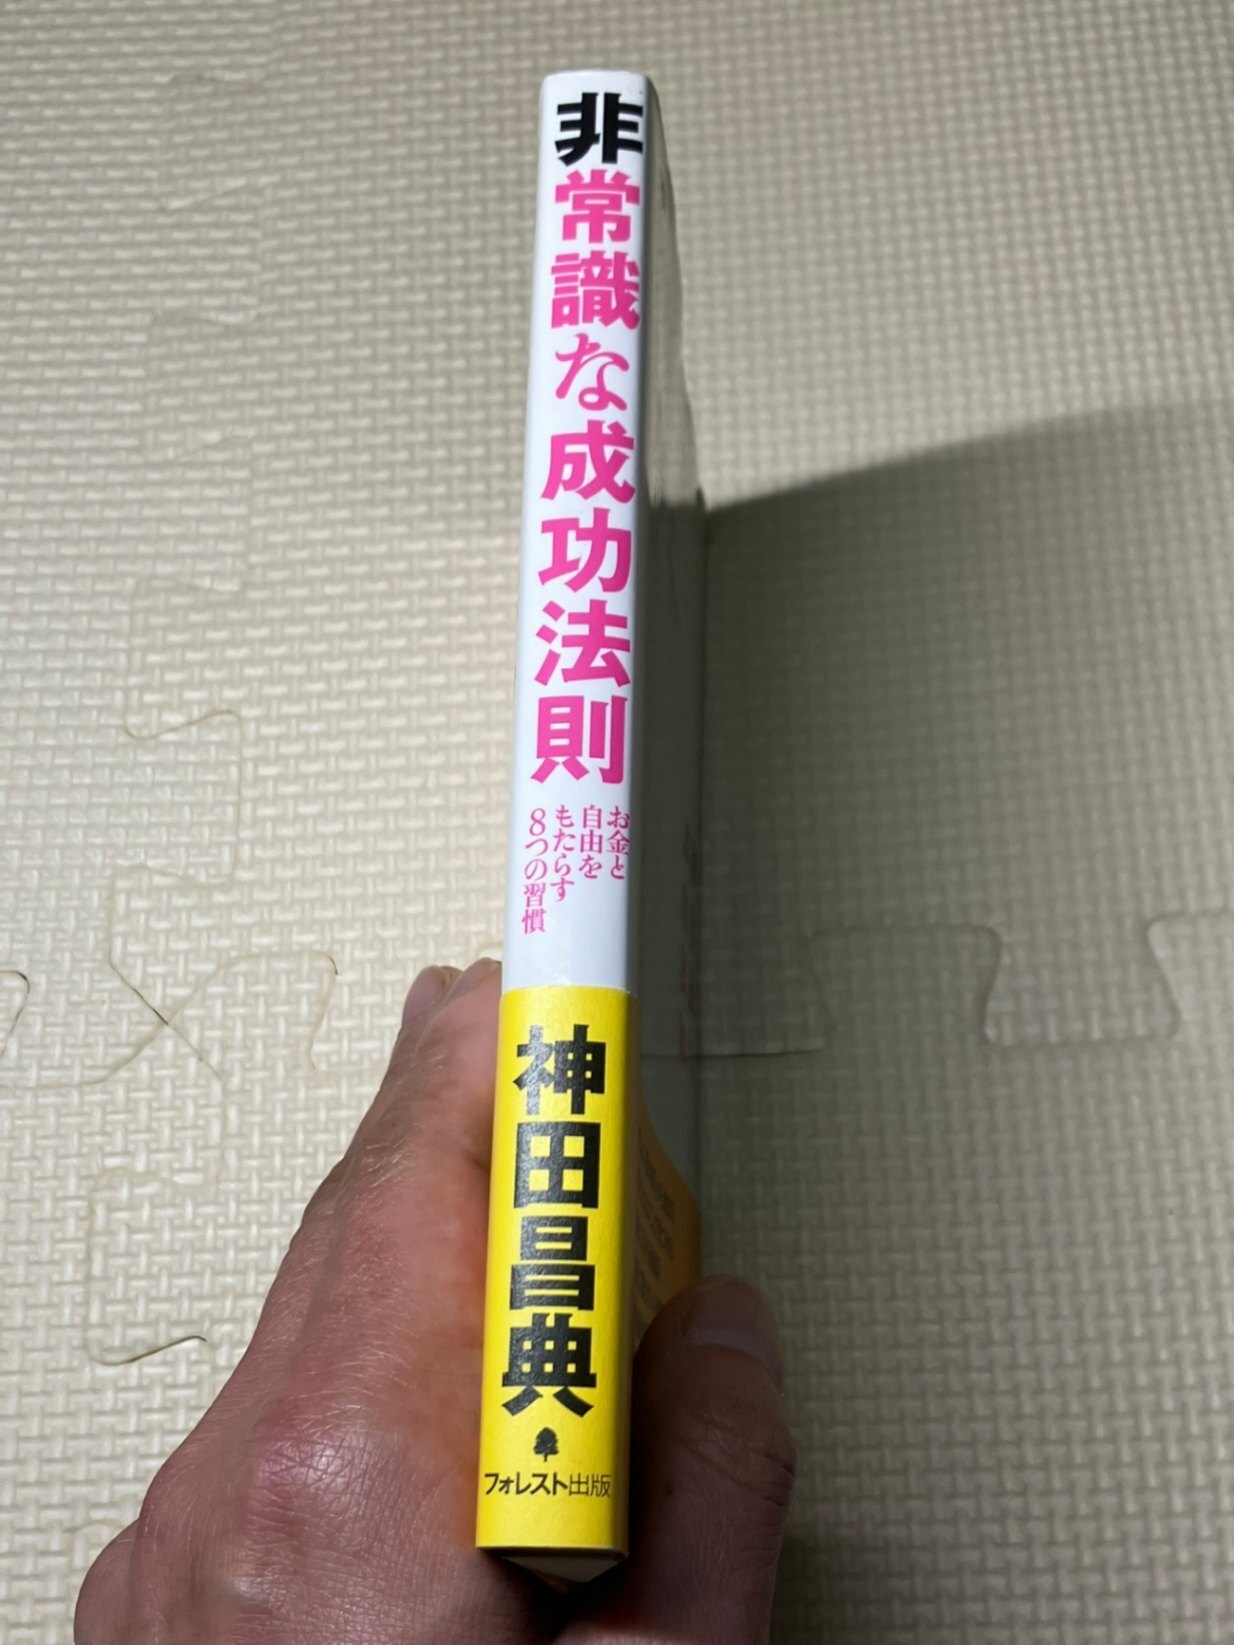 非常識な成功法則
お金と
自由を
もたらす
8つの習慣
神田昌典
フォレスト出版